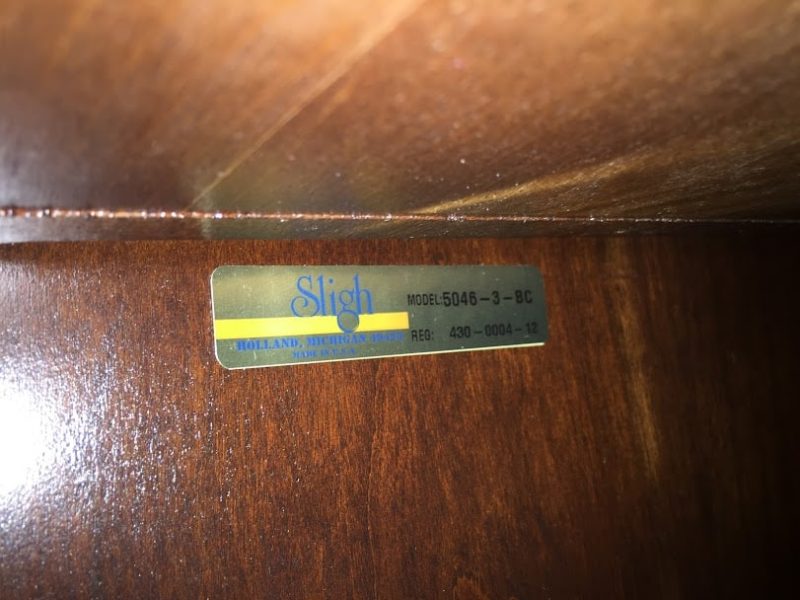 Sligh
HOLLAND, MICHIGAN
MADE IN U.S.A.
MODEL: 5046-3-BC
REG: 430-0004-12